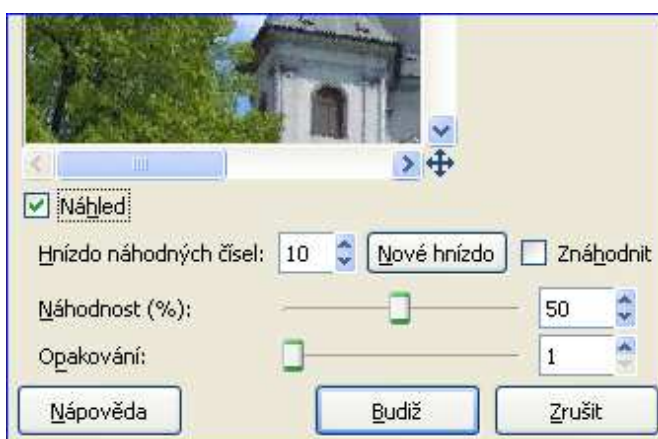 Náhled
Hnízdo náhodných čísel: 10 Nové hnízdo Znáhodnit
Náhodnost (%): 50
Opakování: 1
Nápověda Budiž Zrušit